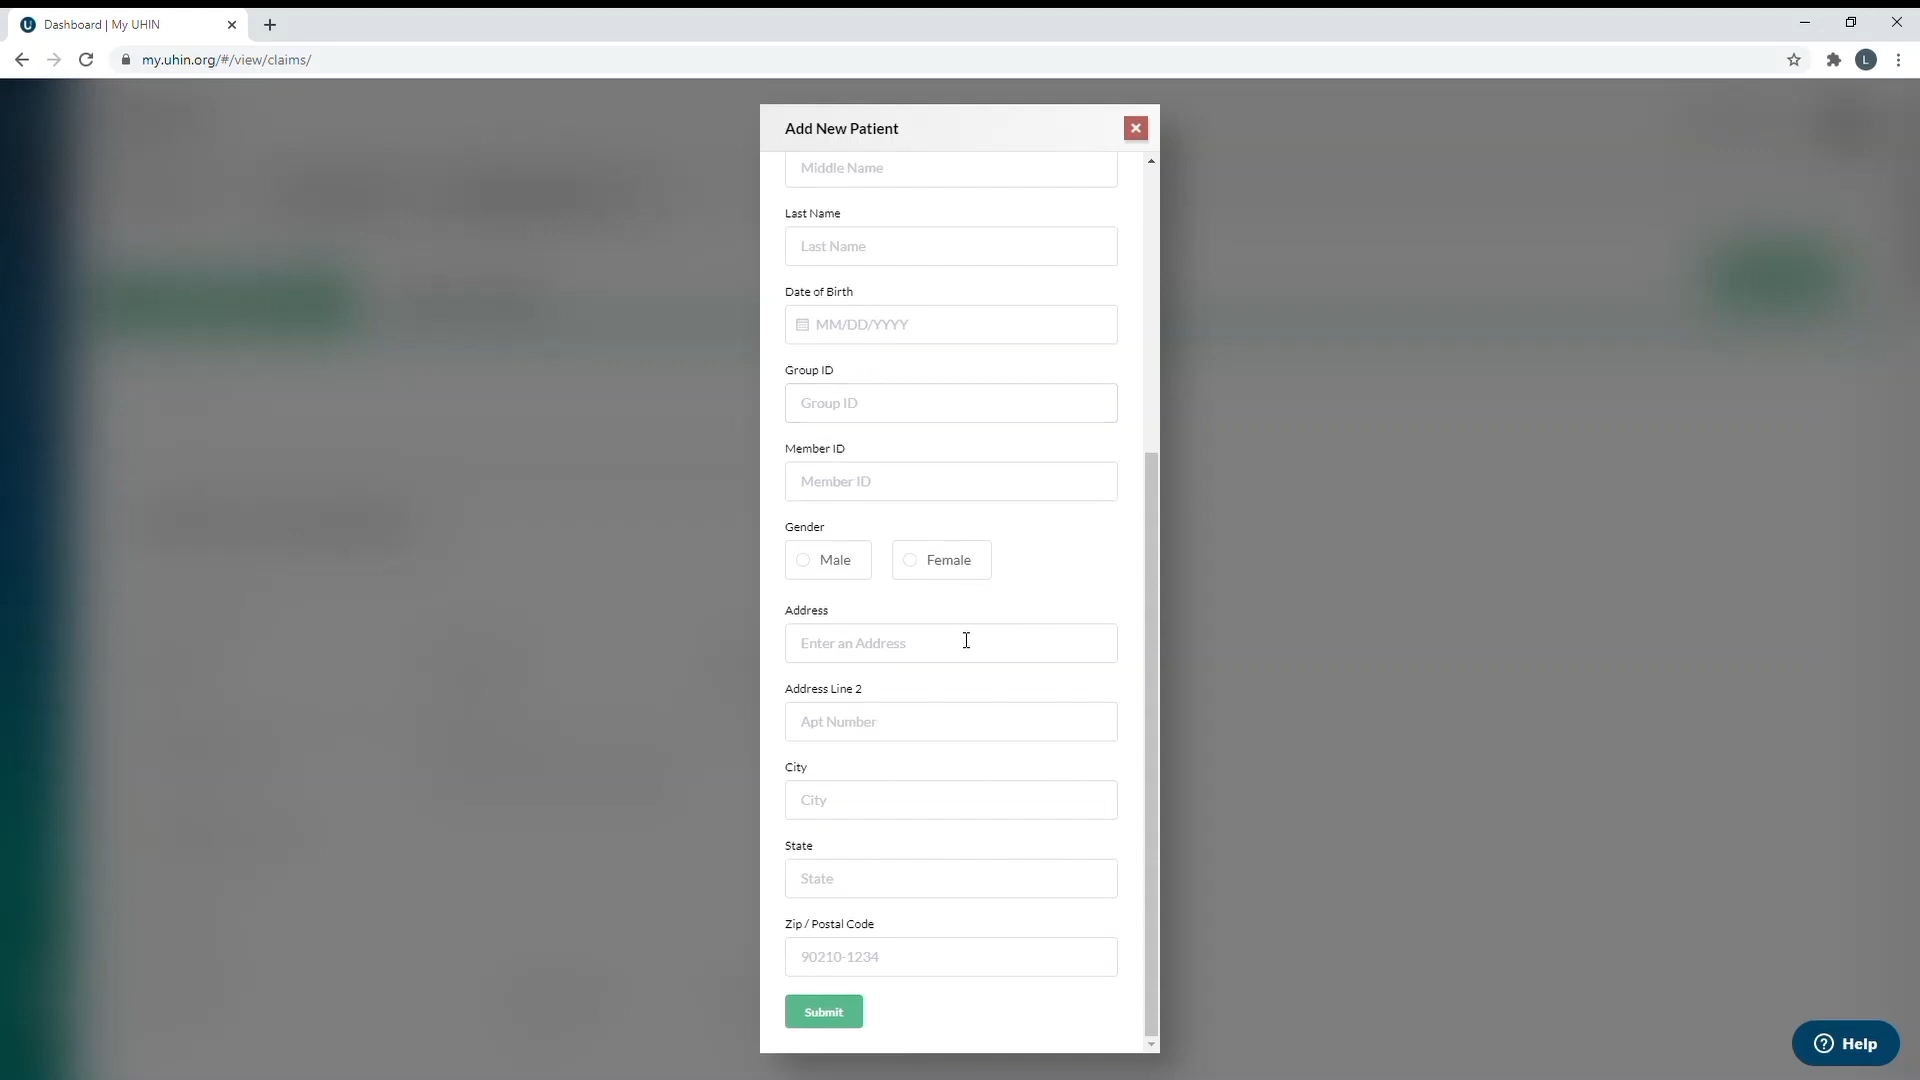 Dashboard | My UHIN
my.uhin.org/#/view/claims/
L
Add New Patient
Middle Name
Last Name
Last Name
Date of Birth
MM/DD/YYYY
Group ID
Group ID
Member ID
Member ID
Gender
Male Female
Address
Enter an Address
Address Line 2
Apt Number
City
City
State
State
Zip / Postal Code
90210-1234
Submit
Help